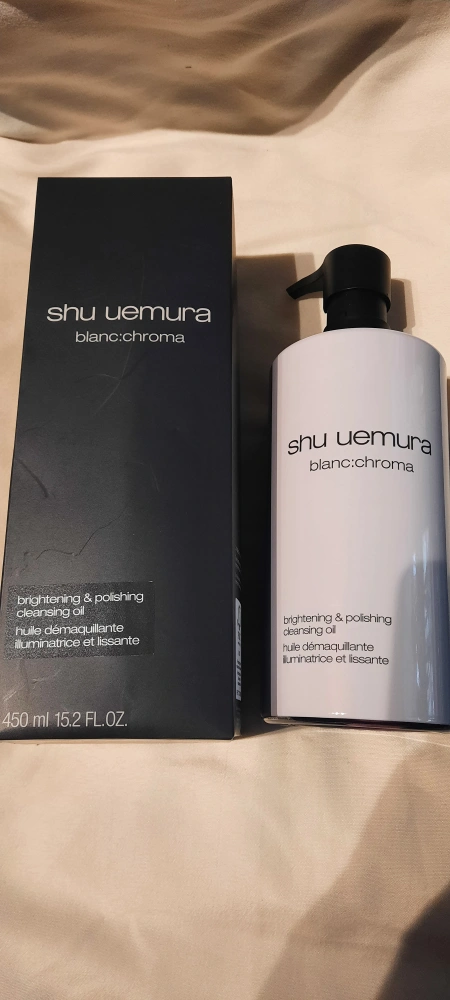 shu uemura
blanc:chroma
brightening & polishing
cleansing oil
huile démaquillante
illuminatrice et lissante
450 ml 15.2 FL.OZ.
shu uemura
blanc:chroma
brightening & polishing
cleansing oil
huile démaquillante
illuminatrice et lissante